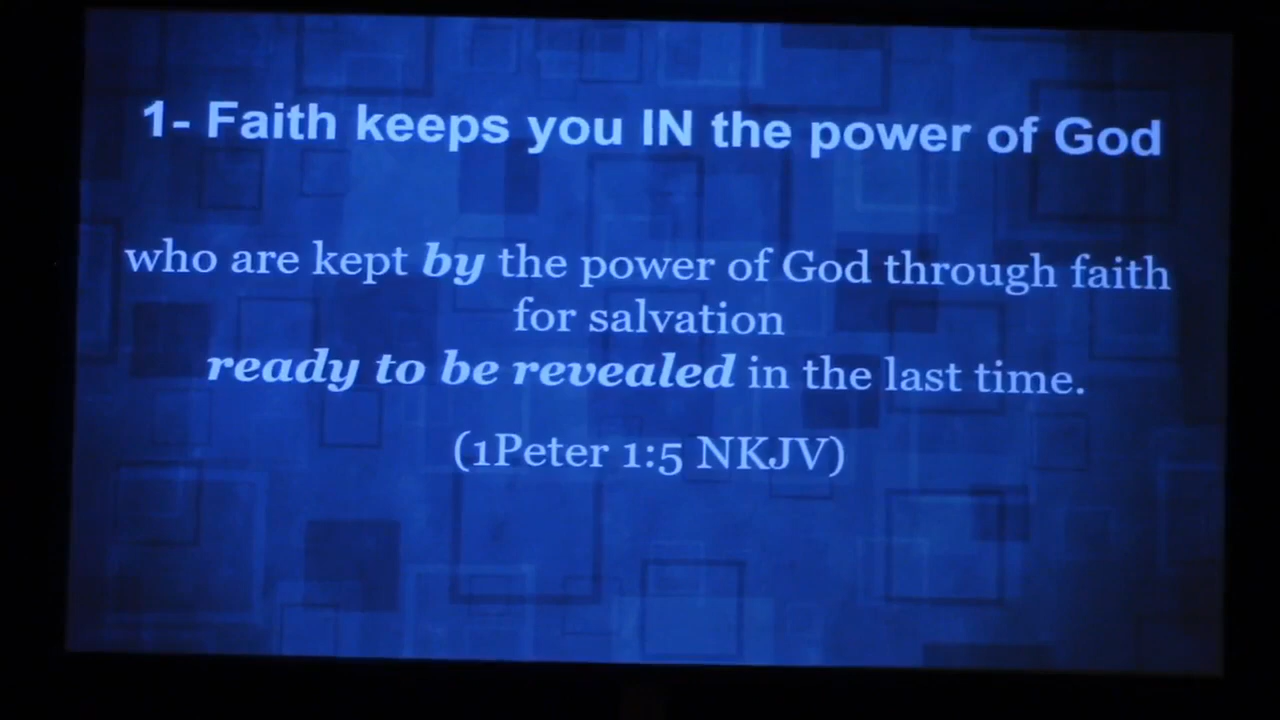 1- Faith keeps you IN the power of God
who are kept by the power of God through faith
for salvation
ready to be revealed in the last time.
(1Peter 1:5 NKJV)